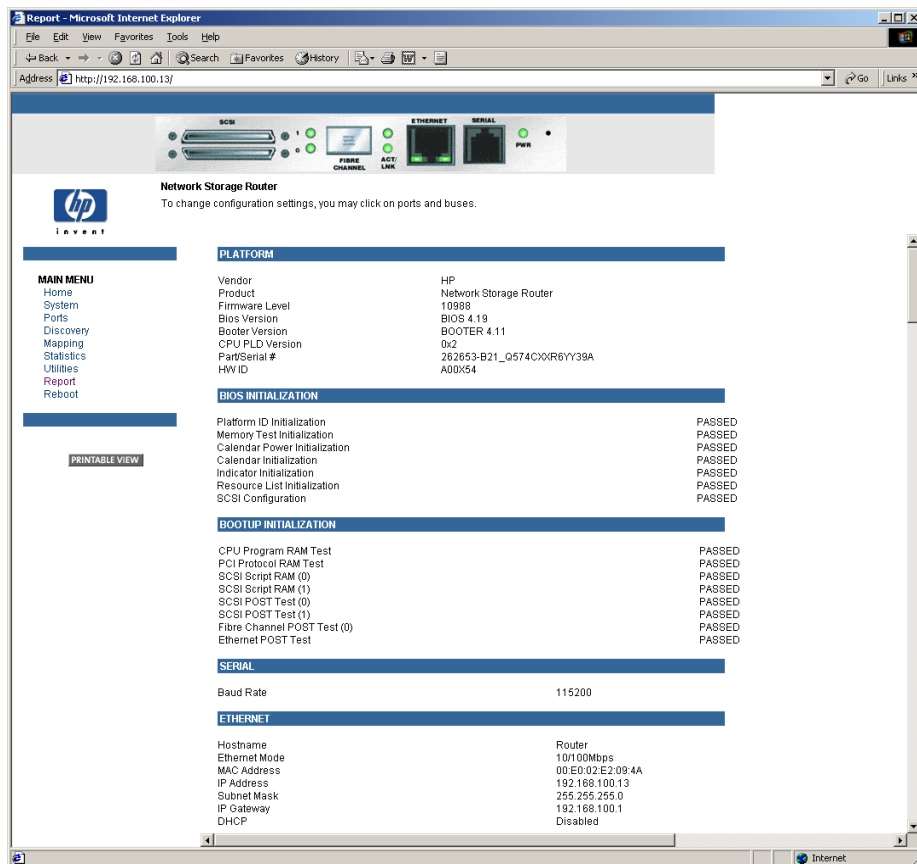 Report - Microsoft Internet Explorer
File Edit View Favorites Tools Help
Back Search Favorites History
Address http://192.168.100.13/ Go Links »
SCSI 1 0 FIBRE CHANNEL ACT/LNK ETHERNET SERIAL PWR
hp
invent
Network Storage Router
To change configuration settings, you may click on ports and buses.
MAIN MENU
Home
System
Ports
Discovery
Mapping
Statistics
Utilities
Report
Reboot
PRINTABLE VIEW
PLATFORM
Vendor HP
Product Network Storage Router
Firmware Level 10988
Bios Version BIOS 4.19
Booter Version BOOTER 4.11
CPU PLD Version 0x2
Part/Serial # 262653-B21_Q574CXXR6YY39A
HW ID A00X54
BIOS INITIALIZATION
Platform ID Initialization PASSED
Memory Test Initialization PASSED
Calendar Power Initialization PASSED
Calendar Initialization PASSED
Indicator Initialization PASSED
Resource List Initialization PASSED
SCSI Configuration PASSED
BOOTUP INITIALIZATION
CPU Program RAM Test PASSED
PCI Protocol RAM Test PASSED
SCSI Script RAM (0) PASSED
SCSI Script RAM (1) PASSED
SCSI POST Test (0) PASSED
SCSI POST Test (1) PASSED
Fibre Channel POST Test (0) PASSED
Ethernet POST Test PASSED
SERIAL
Baud Rate 115200
ETHERNET
Hostname Router
Ethernet Mode 10/100Mbps
MAC Address 00:E0:02:E2:09:4A
IP Address 192.168.100.13
Subnet Mask 255.255.255.0
IP Gateway 192.168.100.1
DHCP Disabled
Internet